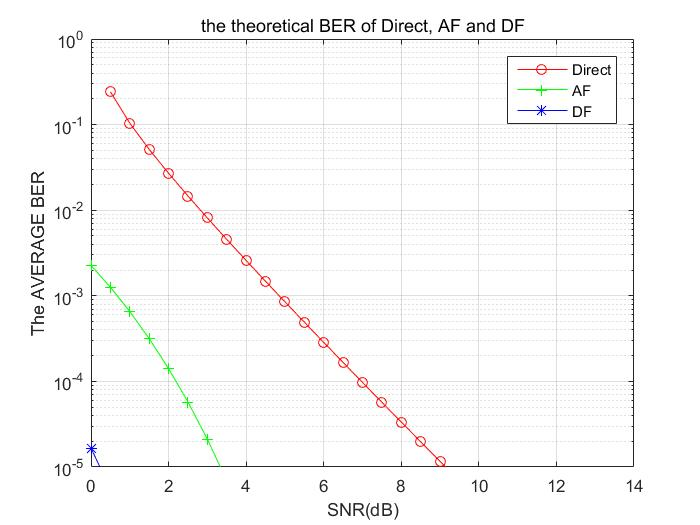 the theoretical BER of Direct, AF and DF
10^0
10^-1
10^-2
10^-3
10^-4
10^-5
The AVERAGE BER
Direct
AF
DF
0 2 4 6 8 10 12 14
SNR(dB)